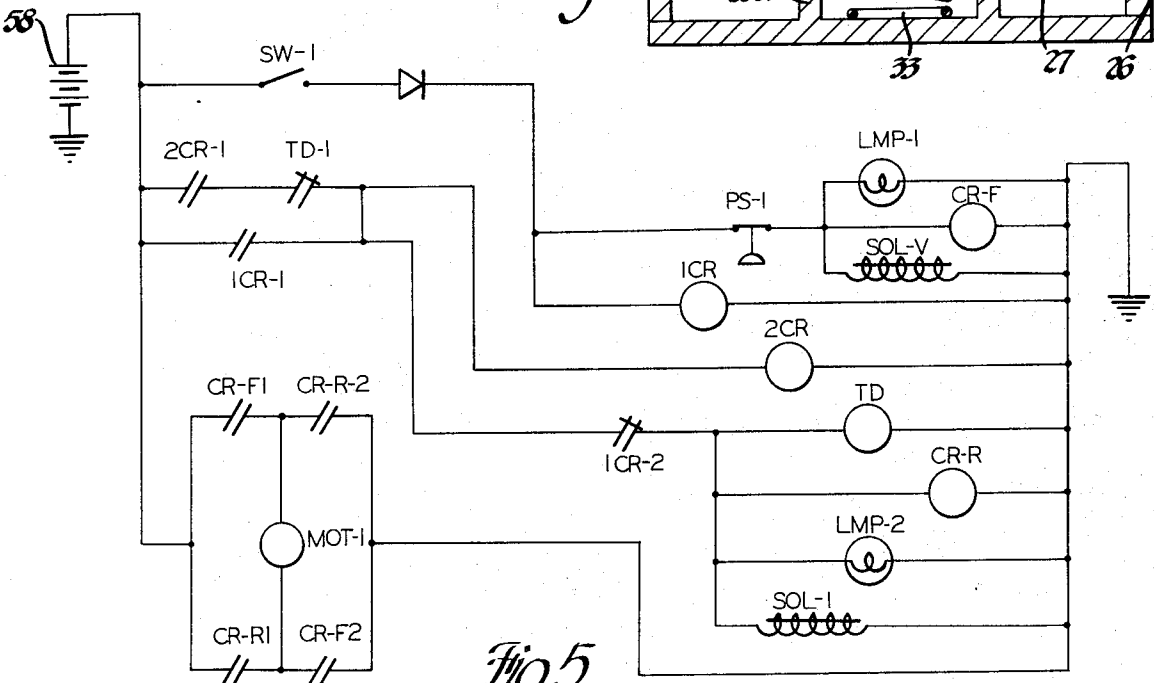 58
33
27
26
SW-1
2CR-1
TD-1
LMP-1
PS-1
CR-F
1CR-1
SOL-V
1CR
2CR
CR-F1
CR-R-2
TD
1CR-2
CR-R
MOT-1
LMP-2
SOL-1
CR-R1
CR-F2
Fig. 5